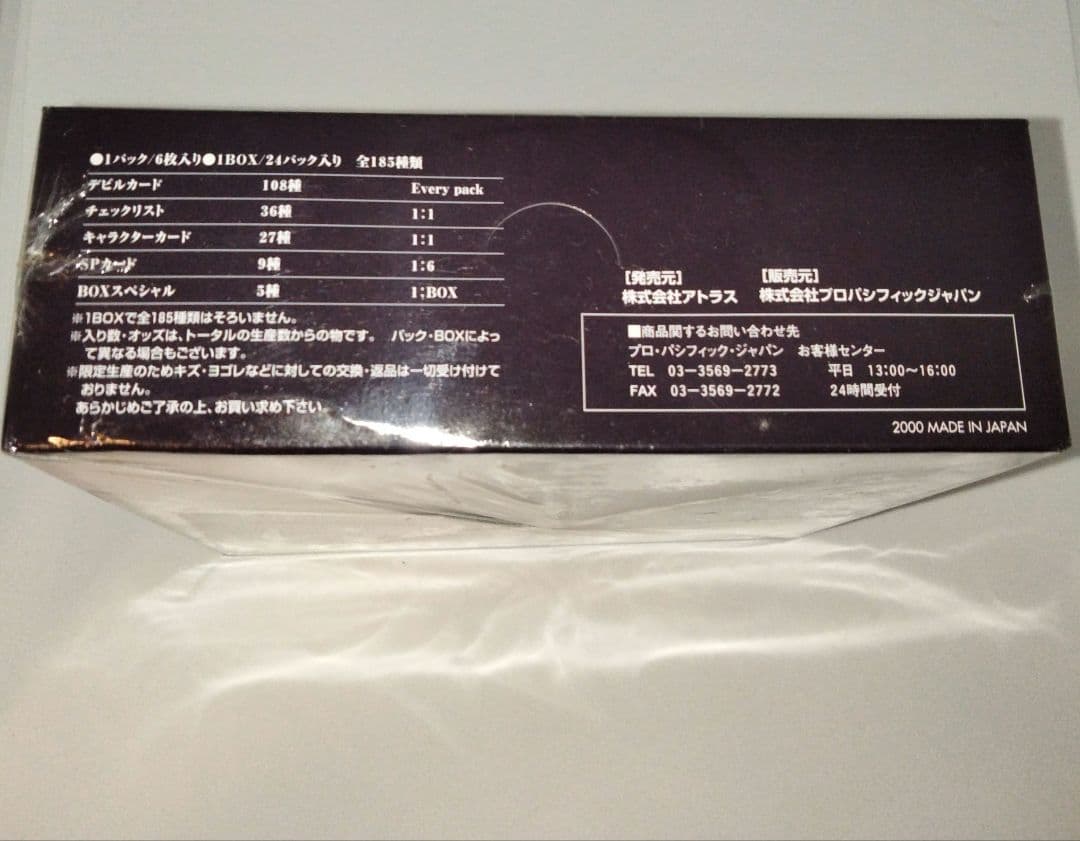 ●1パック/6枚入り●1BOX/24パック入り 全185種類
デビルカード 108種 Every pack
チェックリスト 36種 1:1
キャラクターカード 27種 1:1
SPカード 9種 1:6
BOXスペシャル 5種 1;BOX
※1BOXで全185種類はそろいません。
※入り数・オッズは、トータルの生産数からの物です。 パック・BOXによっ
て異なる場合もございます。
※限定生産のためキズ・ヨゴレなどに対しての交換・返品は一切受け付けて
おりません。
あらかじめご了承の上、お買い求め下さい。
[発売元] [販売元]
株式会社アトラス 株式会社プロパシフィックジャパン
■商品関するお問い合わせ先
プロ・パシフィック・ジャパン お客様センター
TEL 03-3569-2773 平日 13:00〜16:00
FAX 03-3569-2772 24時間受付
2000 MADE IN JAPAN